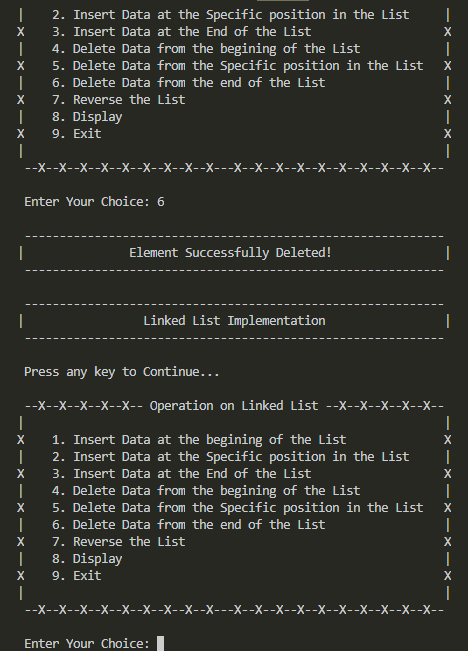 |    2. Insert Data at the Specific position in the List     |
X    3. Insert Data at the End of the List                   X
|    4. Delete Data from the begining of the List            |
X    5. Delete Data from the Specific position in the List   X
|    6. Delete Data from the end of the List                 |
X    7. Reverse the List                                     X
|    8. Display                                              |
X    9. Exit                                                 X
|                                                            |
 --X--X--X--X--X--X--X--X--X---X--X--X--X--X--X--X--X--X--X--
Enter Your Choice: 6
------------------------------------------------------------
|               Element Successfully Deleted!                |
------------------------------------------------------------
------------------------------------------------------------
|                 Linked List Implementation                 |
------------------------------------------------------------
Press any key to Continue...
--X--X--X--X--X-- Operation on Linked List --X--X--X--X--X--
|                                                            |
X    1. Insert Data at the begining of the List              X
|    2. Insert Data at the Specific position in the List     |
X    3. Insert Data at the End of the List                   X
|    4. Delete Data from the begining of the List            |
X    5. Delete Data from the Specific position in the List   X
|    6. Delete Data from the end of the List                 |
X    7. Reverse the List                                     X
|    8. Display                                              |
X    9. Exit                                                 X
|                                                            |
 --X--X--X--X--X--X--X--X--X---X--X--X--X--X--X--X--X--X--X--
Enter Your Choice: